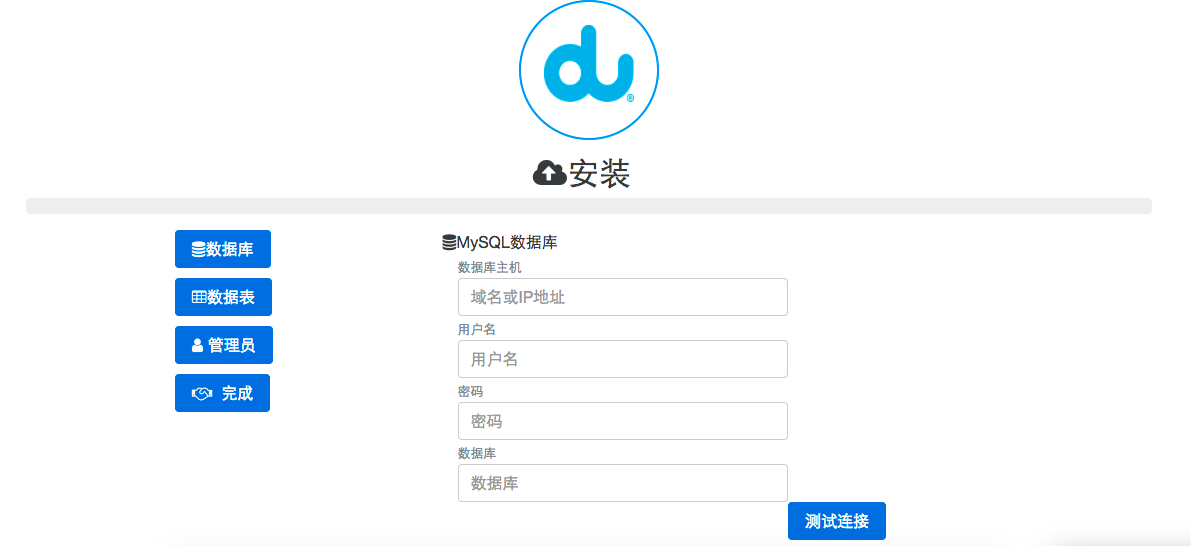 du
®
安装
数据库
数据表
管理员
完成
MySQL数据库
数据库主机
域名或IP地址
用户名
用户名
密码
密码
数据库
数据库
测试连接